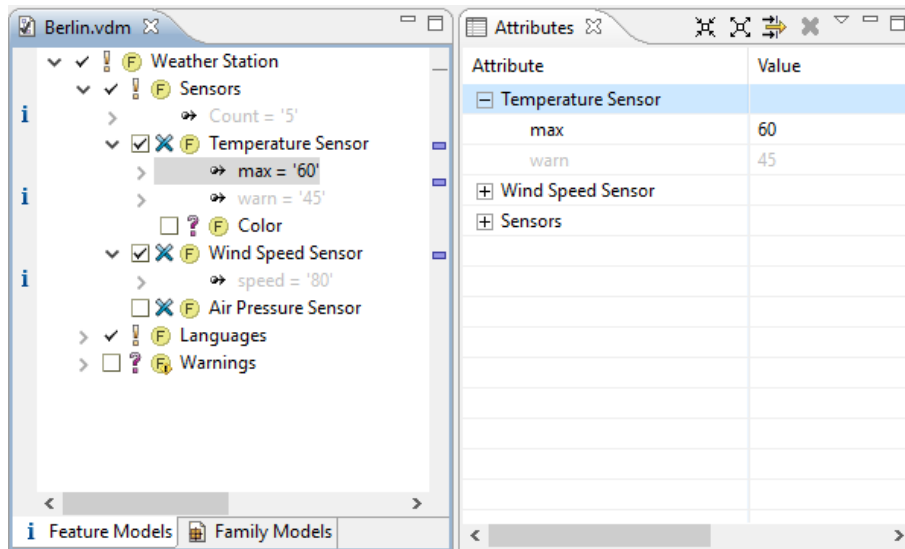 Berlin.vdm
Weather Station
Sensors
Count = '5'
Temperature Sensor
max = '60'
warn = '45'
Color
Wind Speed Sensor
speed = '80'
Air Pressure Sensor
Languages
Warnings
Feature Models
Family Models
Attributes
Attribute Value
Temperature Sensor
max 60
warn 45
Wind Speed Sensor
Sensors